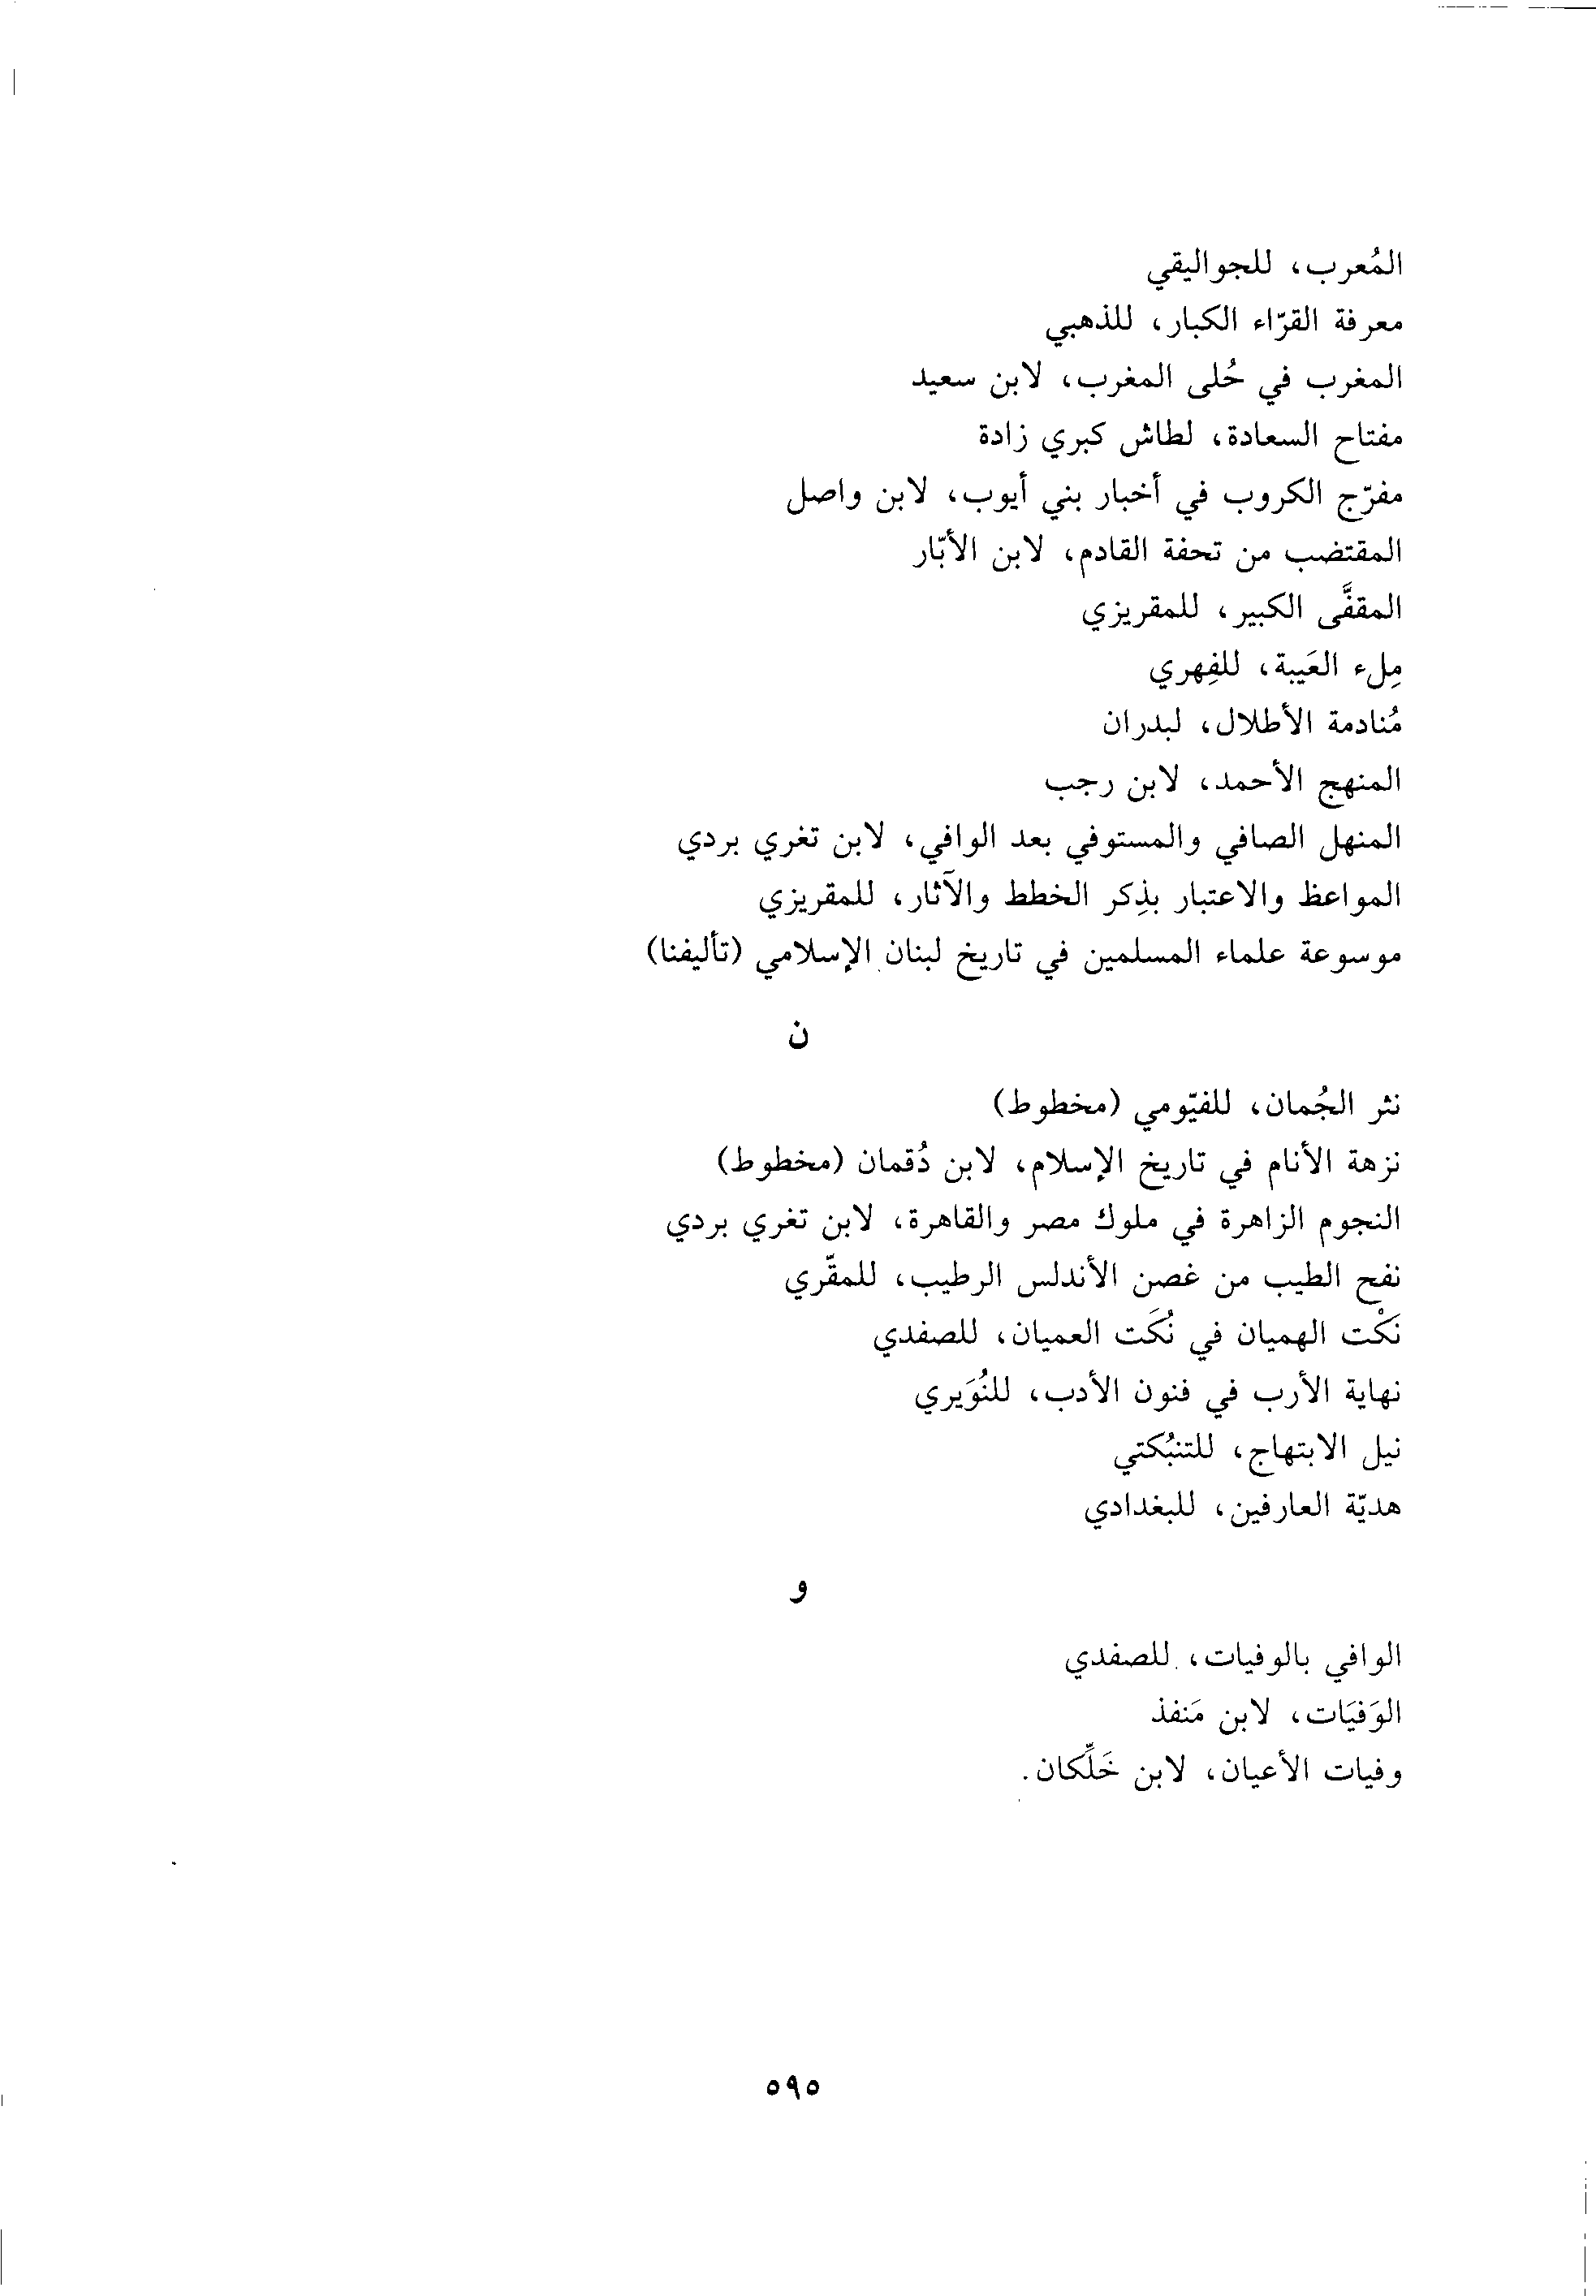 المُعرب، للجواليقي
معرفة القرّاء الكبار، للذهبي
المغرب في حُلى المغرب، لابن سعيد
مفتاح السعادة، لطاش كبري زادة
مفرّج الكروب في أخبار بني أيوب، لابن واصل
المقتضب من تحفة القادم، لابن الأبّار
المقفَّى الكبير، للمقريزي
مِلء العَيبة، للفِهري
مُنادمة الأطلال، لبدران
المنهج الأحمد، لابن رجب
المنهل الصافي والمستوفي بعد الوافي، لابن تغري بردي
المواعظ والاعتبار بذِكر الخطط والآثار، للمقريزي
موسوعة علماء المسلمين في تاريخ لبنان الإسلامي (تأليفنا)
ن
نثر الجُمان، للفيّومي (مخطوط)
نزهة الأنام في تاريخ الإسلام، لابن دُقمان (مخطوط)
النجوم الزاهرة في ملوك مصر والقاهرة، لابن تغري بردي
نفح الطيب من غصن الأندلس الرطيب، للمقّري
نَكْت الهميان في نُكَت العميان، للصفدي
نهاية الأرب في فنون الأدب، للنُوَيري
نيل الابتهاج، للتنبُكتي
هديّة العارفين، للبغدادي
و
الوافي بالوفيات، للصفدي
الوَفيَات، لابن مَنفذ
وفيات الأعيان، لابن خَلِّكان.
٥٩٥